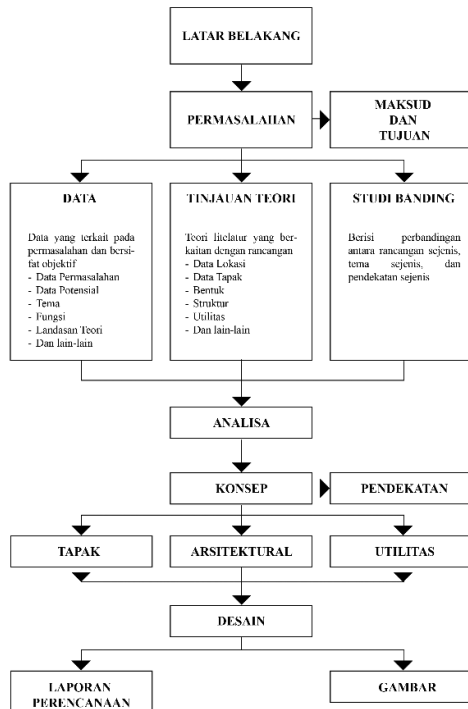 LATAR BELAKANG
PERMASALAHAN
MAKSUD
DAN
TUJUAN
DATA
Data yang terkait pada
permasalahan dan bersi-
fat objektif
- Data Permasalahan
- Data Potensial
- Tema
- Fungsi
- Landasan Teori
- Dan lain-lain
TINJAUAN TEORI
Teori litelatur yang ber-
kaitan dengan rancangan
- Data Lokasi
- Data Tapak
- Bentuk
- Struktur
- Utilitas
- Dan lain-lain
STUDI BANDING
Berisi perbandingan
antara rancangan sejenis,
tema sejenis, dan
pendekatan sejenis
ANALISA
KONSEP
PENDEKATAN
TAPAK
ARSITEKTURAL
UTILITAS
DESAIN
LAPORAN
PERENCANAAN
GAMBAR